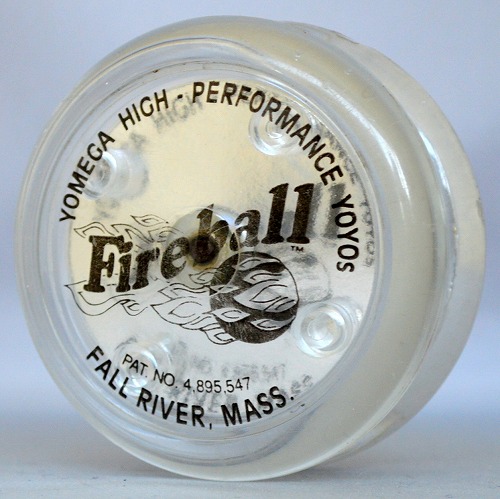 YOMEGA HIGH - PERFORMANCE YOYOS
Fireball™
PAT. NO. 4,895,547
FALL RIVER, MASS.